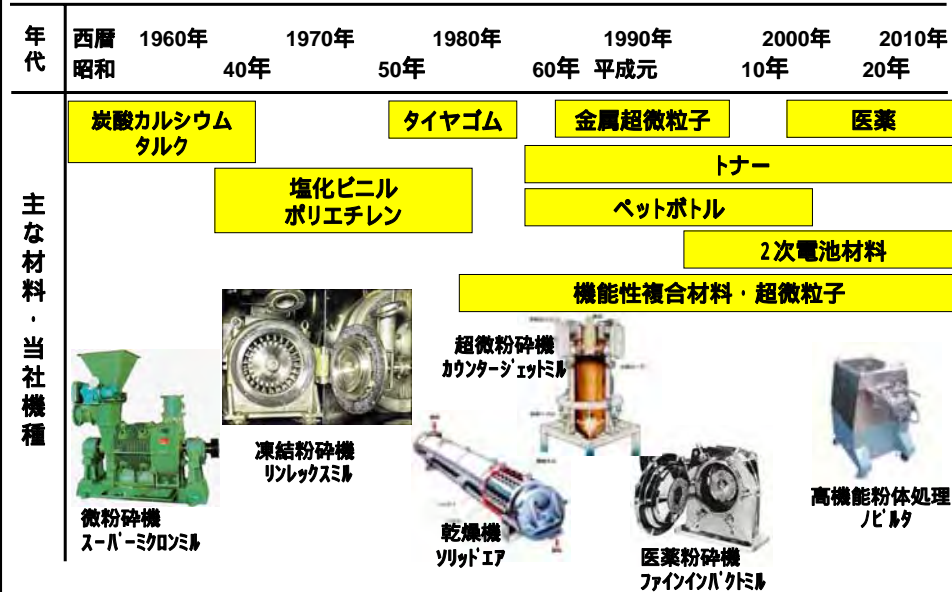 年代
西暦 1960年 1970年 1980年 1990年 2000年 2010年
昭和 40年 50年 60年 平成元 10年 20年
主な材料・当社機種
炭酸カルシウム
タルク
タイヤゴム
金属超微粒子
医薬
トナー
塩化ビニル
ポリエチレン
ペットボトル
2次電池材料
機能性複合材料・超微粒子
微粉砕機
スーパーミクロンミル
凍結粉砕機
リンレックスミル
超微粉砕機
カウンタージェットミル
乾燥機
ソリッドエア
医薬粉砕機
ファインインパクトミル
高機能粉体処理
ノビルタ